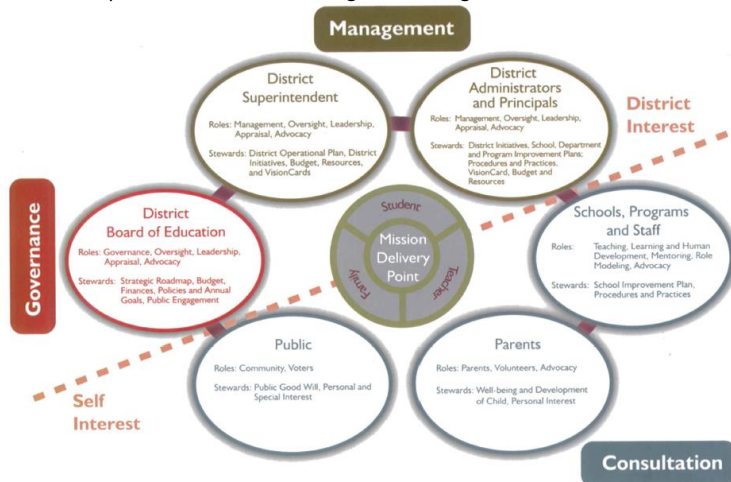 Management
District
Superintendent
Roles: Management, Oversight, Leadership,
Appraisal, Advocacy
Stewards: District Operational Plan, District
Initiatives, Budget, Resources,
and VisionCards
District
Administrators
and Principals
Roles: Management, Oversight, Leadership,
Appraisal, Advocacy
Stewards: District Initiatives, School, Department
and Program Improvement Plans;
Procedures and Practices,
VisionCard, Budget and
Resources
District
Interest
Governance
District
Board of Education
Roles: Governance, Oversight, Leadership,
Appraisal, Advocacy
Stewards: Strategic Roadmap, Budget,
Finances, Policies and Annual
Goals, Public Engagement
Student
Family
Teacher
Mission
Delivery
Point
Schools, Programs
and Staff
Roles: Teaching, Learning and Human
Development, Mentoring, Role
Modeling, Advocacy
Stewards: School Improvement Plan,
Procedures and Practices
Public
Roles: Community, Voters
Stewards: Public Good Will, Personal and
Special Interest
Parents
Roles: Parents, Volunteers, Advocacy
Stewards: Well-being and Development
of Child, Personal Interest
Self
Interest
Consultation